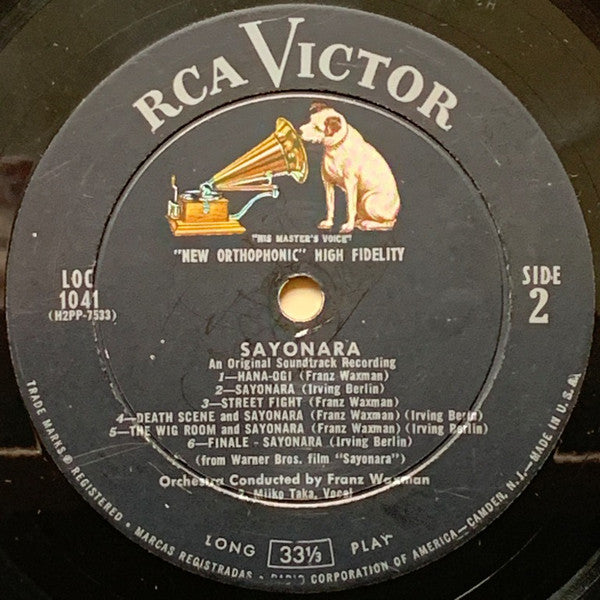 RCA VICTOR
"HIS MASTER'S VOICE"
"NEW ORTHOPHONIC" HIGH FIDELITY
LOC
1041
(H2PP-7533)
SIDE
2
SAYONARA
An Original Soundtrack Recording
1—HANA-OGI (Franz Waxman)
2—SAYONARA (Irving Berlin)
3—STREET FIGHT (Franz Waxman)
4—DEATH SCENE and SAYONARA (Franz Waxman) (Irving Berlin)
5—THE WIG ROOM and SAYONARA (Franz Waxman) (Irving Berlin)
6—FINALE - SAYONARA (Irving Berlin)
(from Warner Bros. film "Sayonara")
Orchestra Conducted by Franz Waxman
2. Miiko Taka, Vocal
LONG 33⅓ PLAY
TRADE MARKS ® REGISTERED • MARCAS REGISTRADAS • RADIO CORPORATION OF AMERICA—CAMDEN, N.J.—MADE IN U.S.A.